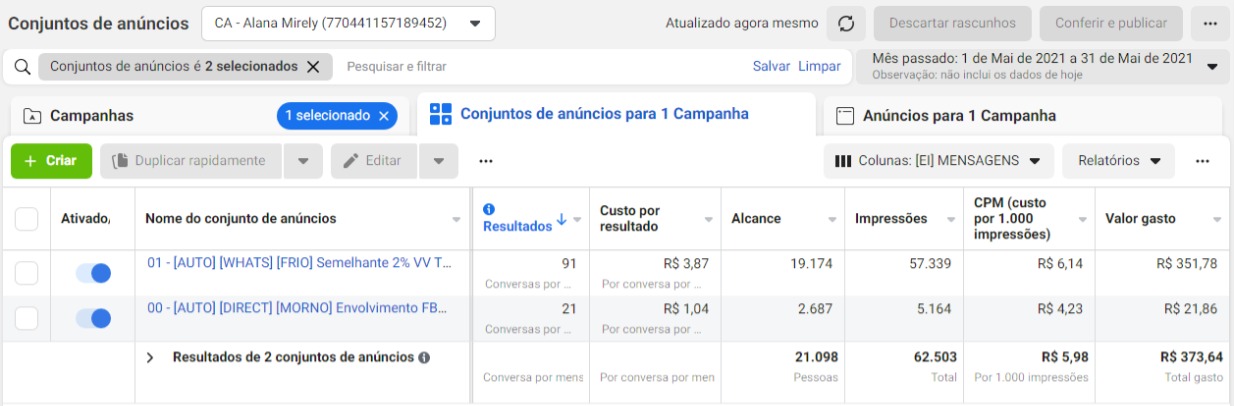 Conjuntos de anúncios
CA - Alana Mirely (770441157189452)
Atualizado agora mesmo
Descartar rascunhos
Conferir e publicar
...
Conjuntos de anúncios é 2 selecionados
Pesquisar e filtrar
Salvar Limpar
Mês passado: 1 de Mai de 2021 a 31 de Mai de 2021
Observação: não inclui os dados de hoje
Campanhas
1 selecionado
Conjuntos de anúncios para 1 Campanha
Anúncios para 1 Campanha
+ Criar
Duplicar rapidamente
Editar
...
Colunas: [EI] MENSAGENS
Relatórios
...
Ativado,
Nome do conjunto de anúncios
Resultados
Custo por
resultado
Alcance
Impressões
CPM (custo
por 1.000
impressões)
Valor gasto
01 - [AUTO] [WHATS] [FRIO] Semelhante 2% VV T...
91
R$ 3,87
19.174
57.339
R$ 6,14
R$ 351,78
Conversas por ...
Por conversa por ...
00 - [AUTO] [DIRECT] [MORNO] Envolvimento FB...
21
R$ 1,04
2.687
5.164
R$ 4,23
R$ 21,86
Conversas por ...
Por conversa por ...
Resultados de 2 conjuntos de anúncios
21.098
62.503
R$ 5,98
R$ 373,64
Conversa por mens
Por conversa por men
Pessoas
Total
Por 1.000 impressões
Total gasto